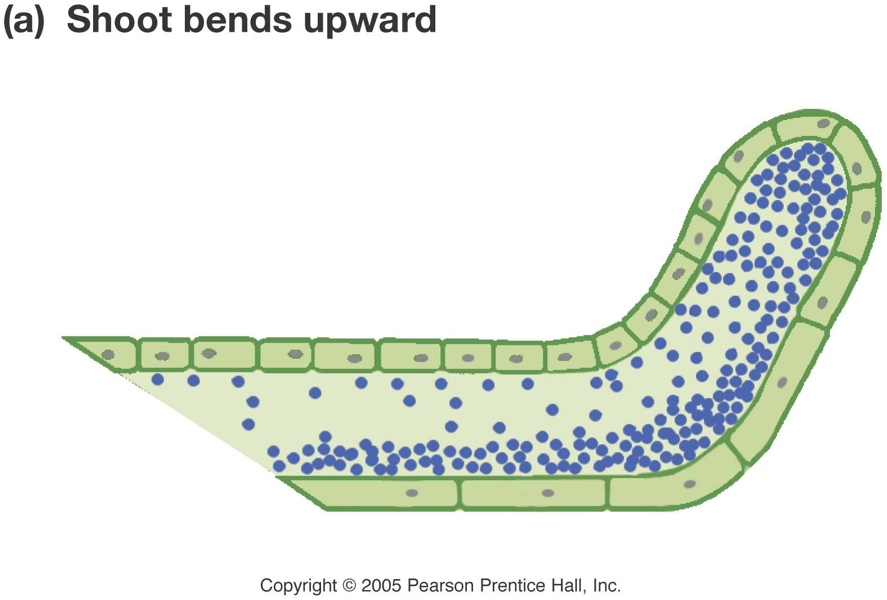 (a) Shoot bends upward
Copyright © 2005 Pearson Prentice Hall, Inc.